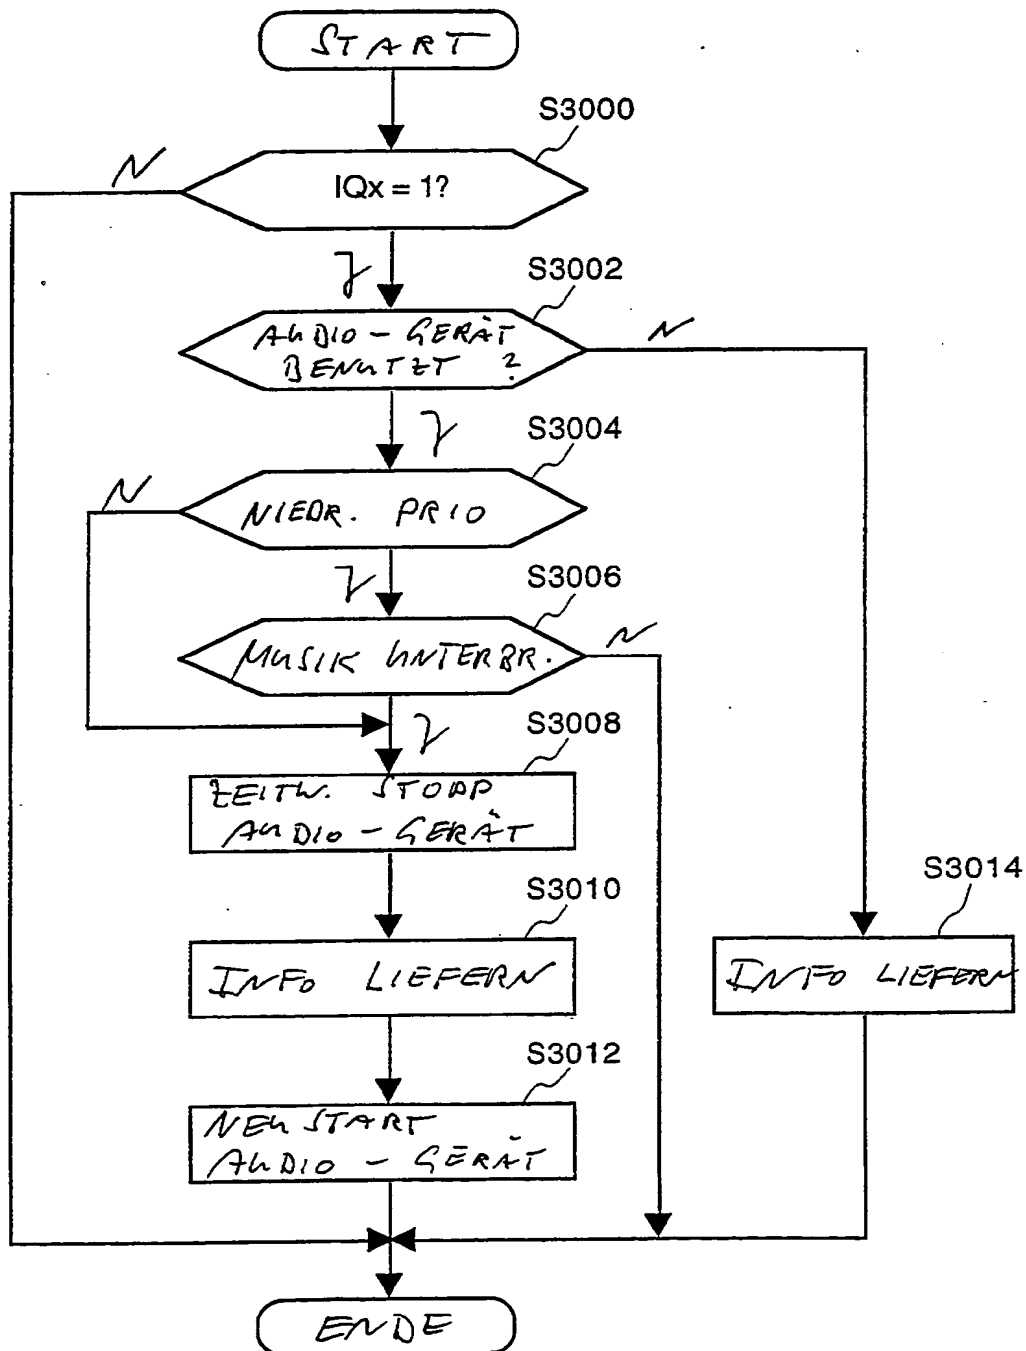 START
S3000
N
IQx = 1?
J
S3002
AUDIO - GERÄT
BENUTZT ?
N
J
S3004
N
NIEDR. PRIO
J
S3006
MUSIK UNTERBR.
N
J
S3008
ZEITW. STOPP
AUDIO - GERÄT
S3010
INFO LIEFERN
S3014
INFO LIEFERN
S3012
NEUSTART
AUDIO - GERÄT
ENDE